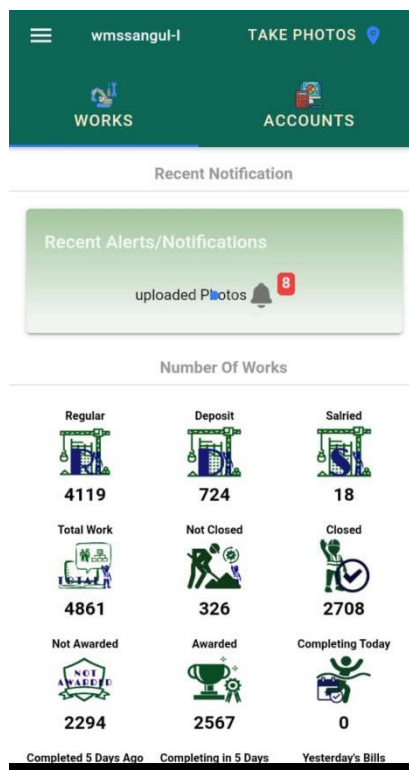 wmssangul-I TAKE PHOTOS
WORKS ACCOUNTS
Recent Notification
Recent Alerts/Notifications
uploaded Photos 8
Number Of Works
Regular Deposit Salried
R D S
4119 724 18
Total Work Not Closed Closed
TOTAL
4861 326 2708
Not Awarded Awarded Completing Today
NOT
AWARDED
2294 2567 0
Completed 5 Days Ago Completing in 5 Days Yesterday's Bills